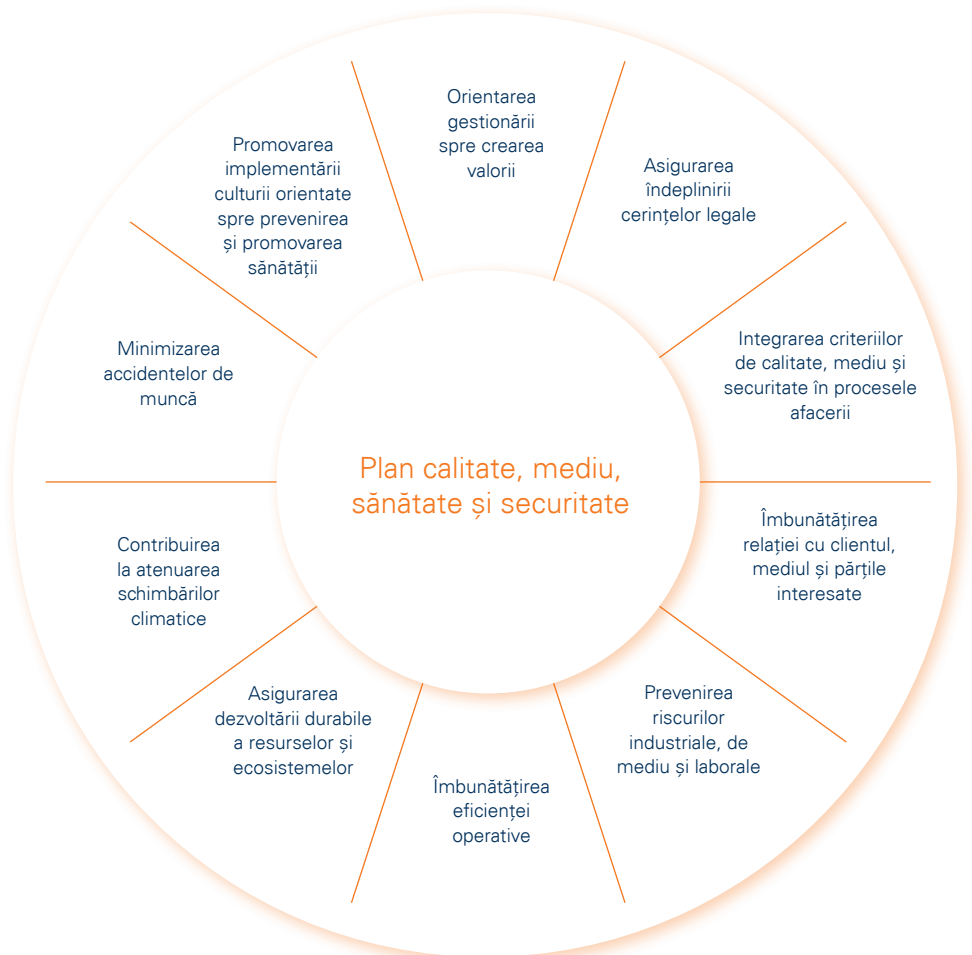 Orientarea
gestionării
spre crearea
valorii
Asigurarea
îndeplinirii
cerințelor legale
Integrarea criteriilor
de calitate, mediu și
securitate în procesele
afacerii
Îmbunătățirea
relației cu clientul,
mediul și părțile
interesate
Prevenirea
riscurilor
industriale, de
mediu și laborale
Îmbunătățirea
eficienței
operative
Asigurarea
dezvoltării durabile
a resurselor și
ecosistemelor
Contribuirea
la atenuarea
schimbărilor
climatice
Minimizarea
accidentelor de
muncă
Promovarea
implementării
culturii orientate
spre prevenirea
și promovarea
sănătății
Plan calitate, mediu,
sănătate și securitate